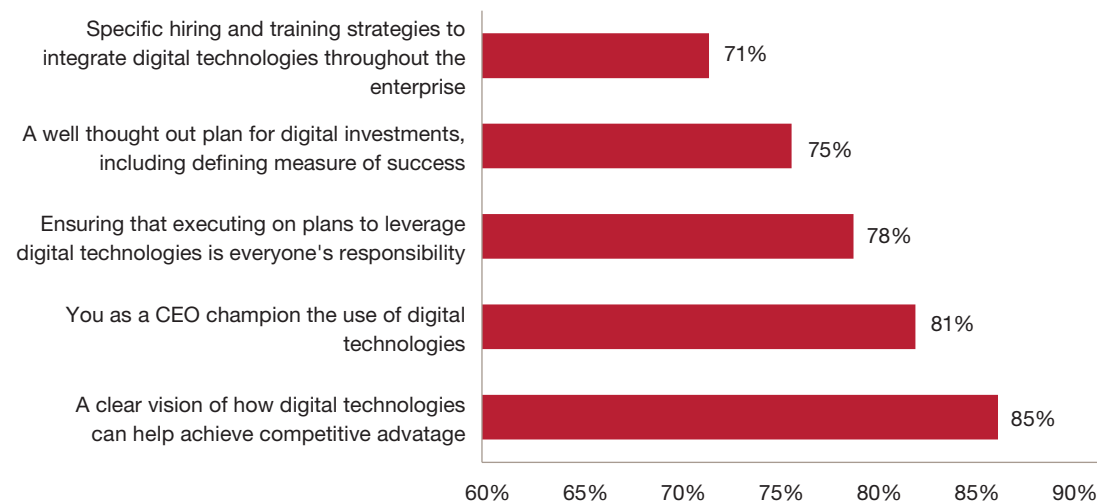 Specific hiring and training strategies to
integrate digital technologies throughout the
enterprise
71%
A well thought out plan for digital investments,
including defining measure of success
75%
Ensuring that executing on plans to leverage
digital technologies is everyone's responsibility
78%
You as a CEO champion the use of digital
technologies
81%
A clear vision of how digital technologies
can help achieve competitive advatage
85%
60% 65% 70% 75% 80% 85% 90%